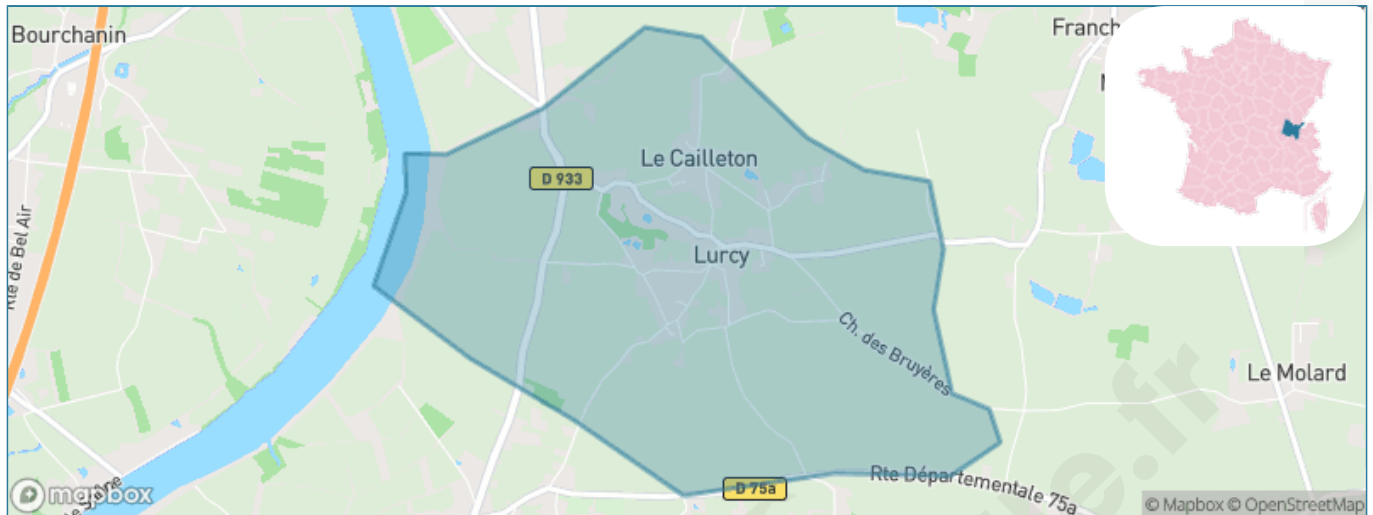 Bourchanin
Franch
Le Cailleton
D 933
Rte de Bel Air
Lurcy
Ch. des Bruyères
Le Molard
D 75a
Rte Départementale 75a
mapbox
© Mapbox © OpenStreetMap
e.fr